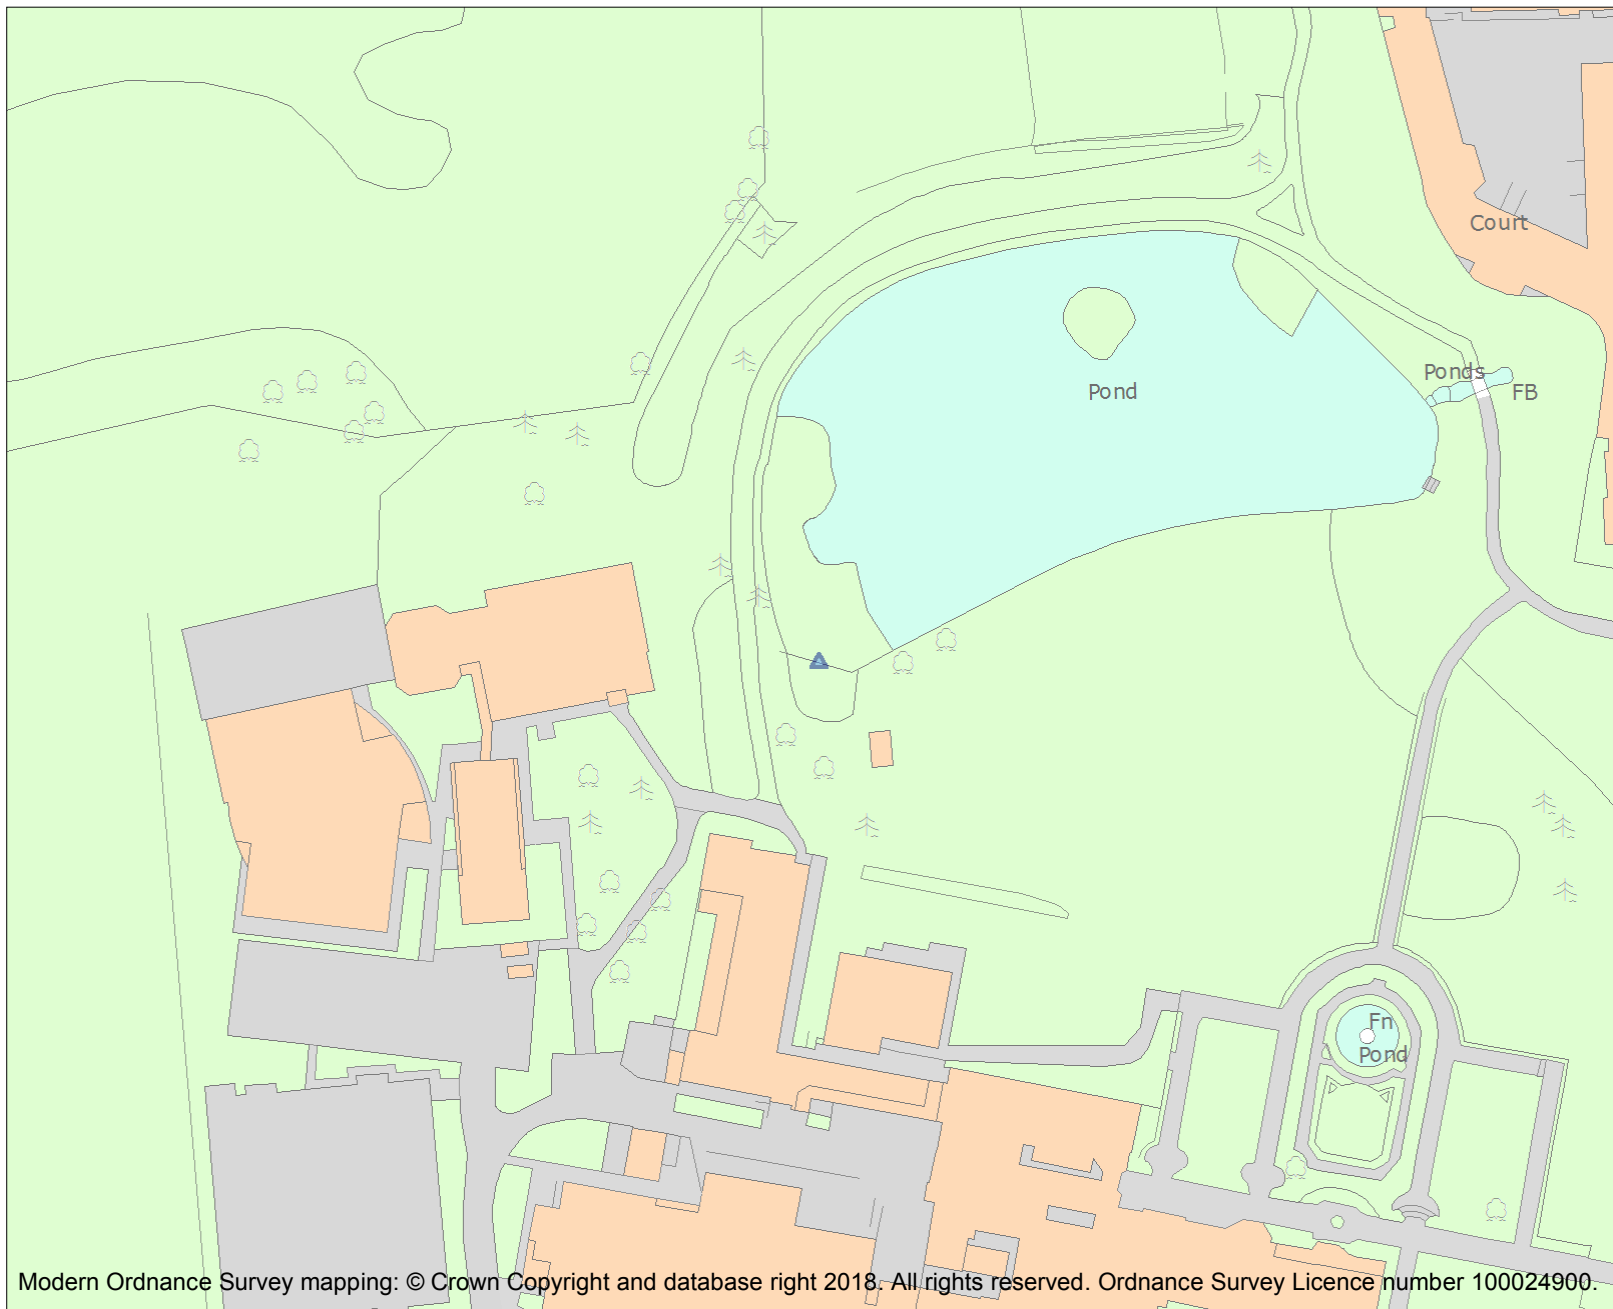 Court
Ponds
Pond
FB
Fn
Pond
Modern Ordnance Survey mapping: © Crown Copyright and database right 2018. All rights reserved. Ordnance Survey Licence number 100024900.